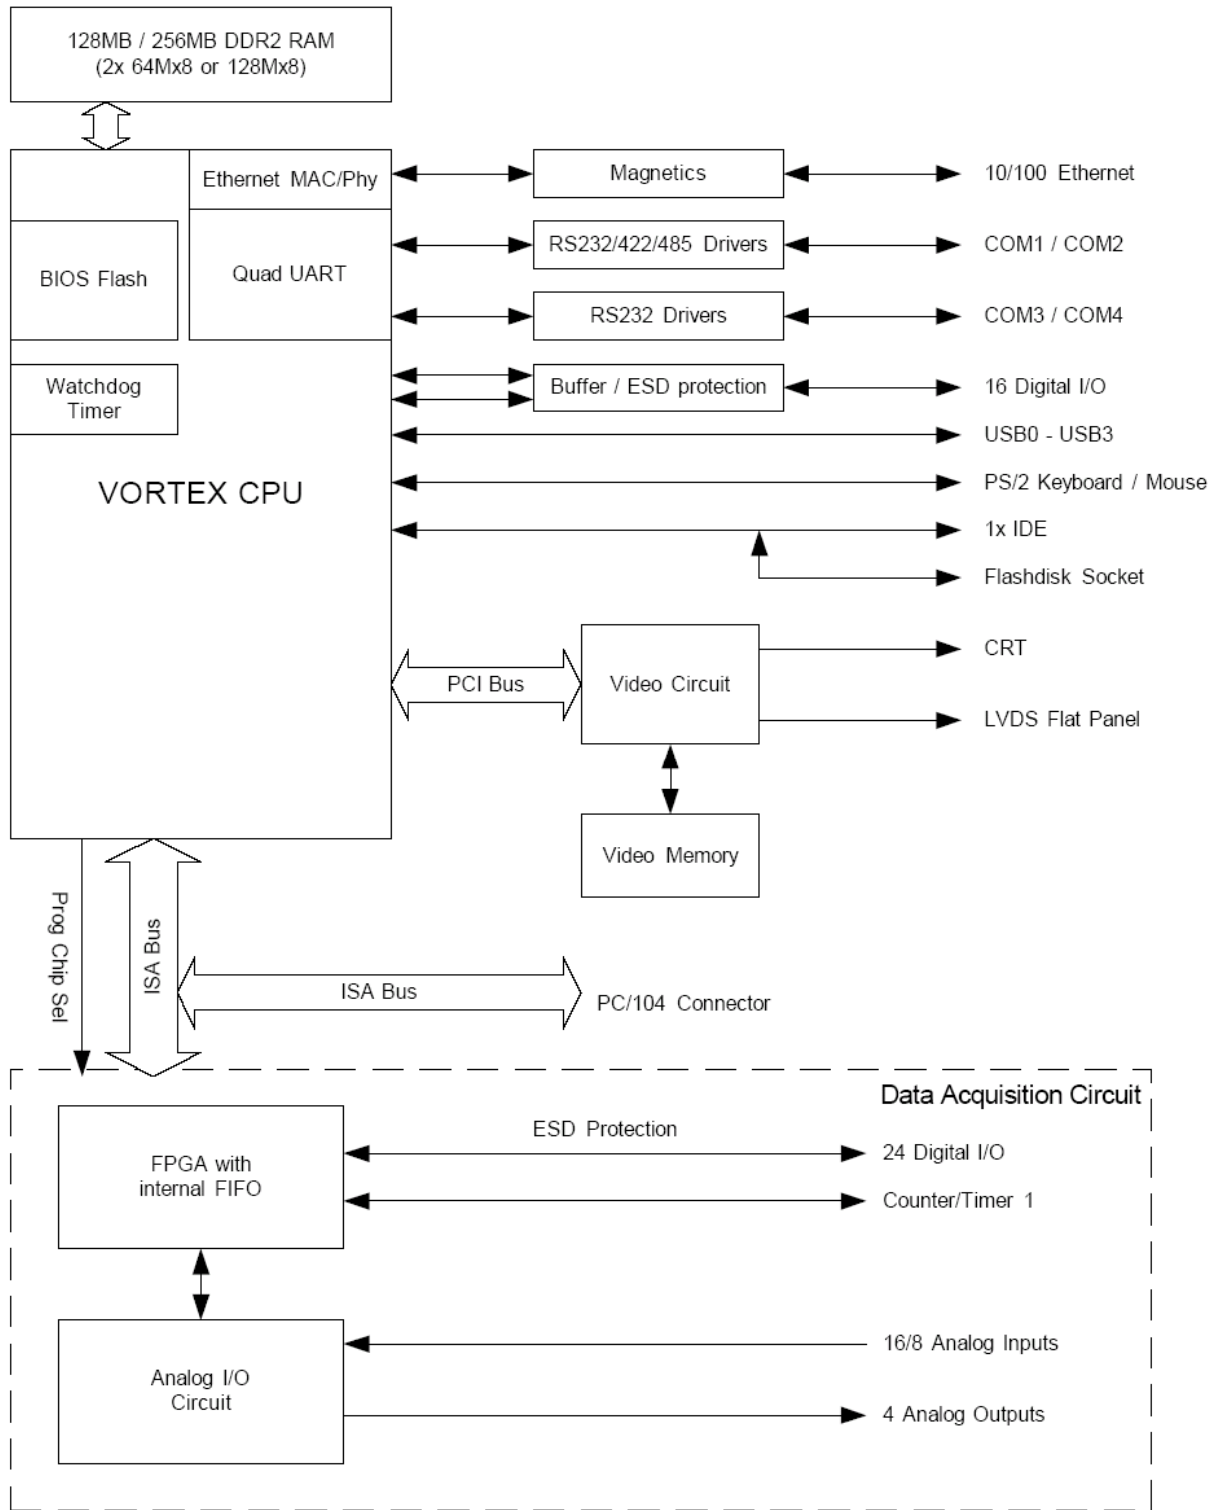 128MB / 256MB DDR2 RAM
(2x 64Mx8 or 128Mx8)
Ethernet MAC/Phy
Magnetics
10/100 Ethernet
BIOS Flash
Quad UART
RS232/422/485 Drivers
COM1 / COM2
RS232 Drivers
COM3 / COM4
Watchdog
Timer
Buffer / ESD protection
16 Digital I/O
USB0 - USB3
VORTEX CPU
PS/2 Keyboard / Mouse
1x IDE
Flashdisk Socket
PCI Bus
Video Circuit
CRT
LVDS Flat Panel
Video Memory
Prog Chip Sel
ISA Bus
ISA Bus
PC/104 Connector
Data Acquisition Circuit
FPGA with
internal FIFO
ESD Protection
24 Digital I/O
Counter/Timer 1
Analog I/O
Circuit
16/8 Analog Inputs
4 Analog Outputs